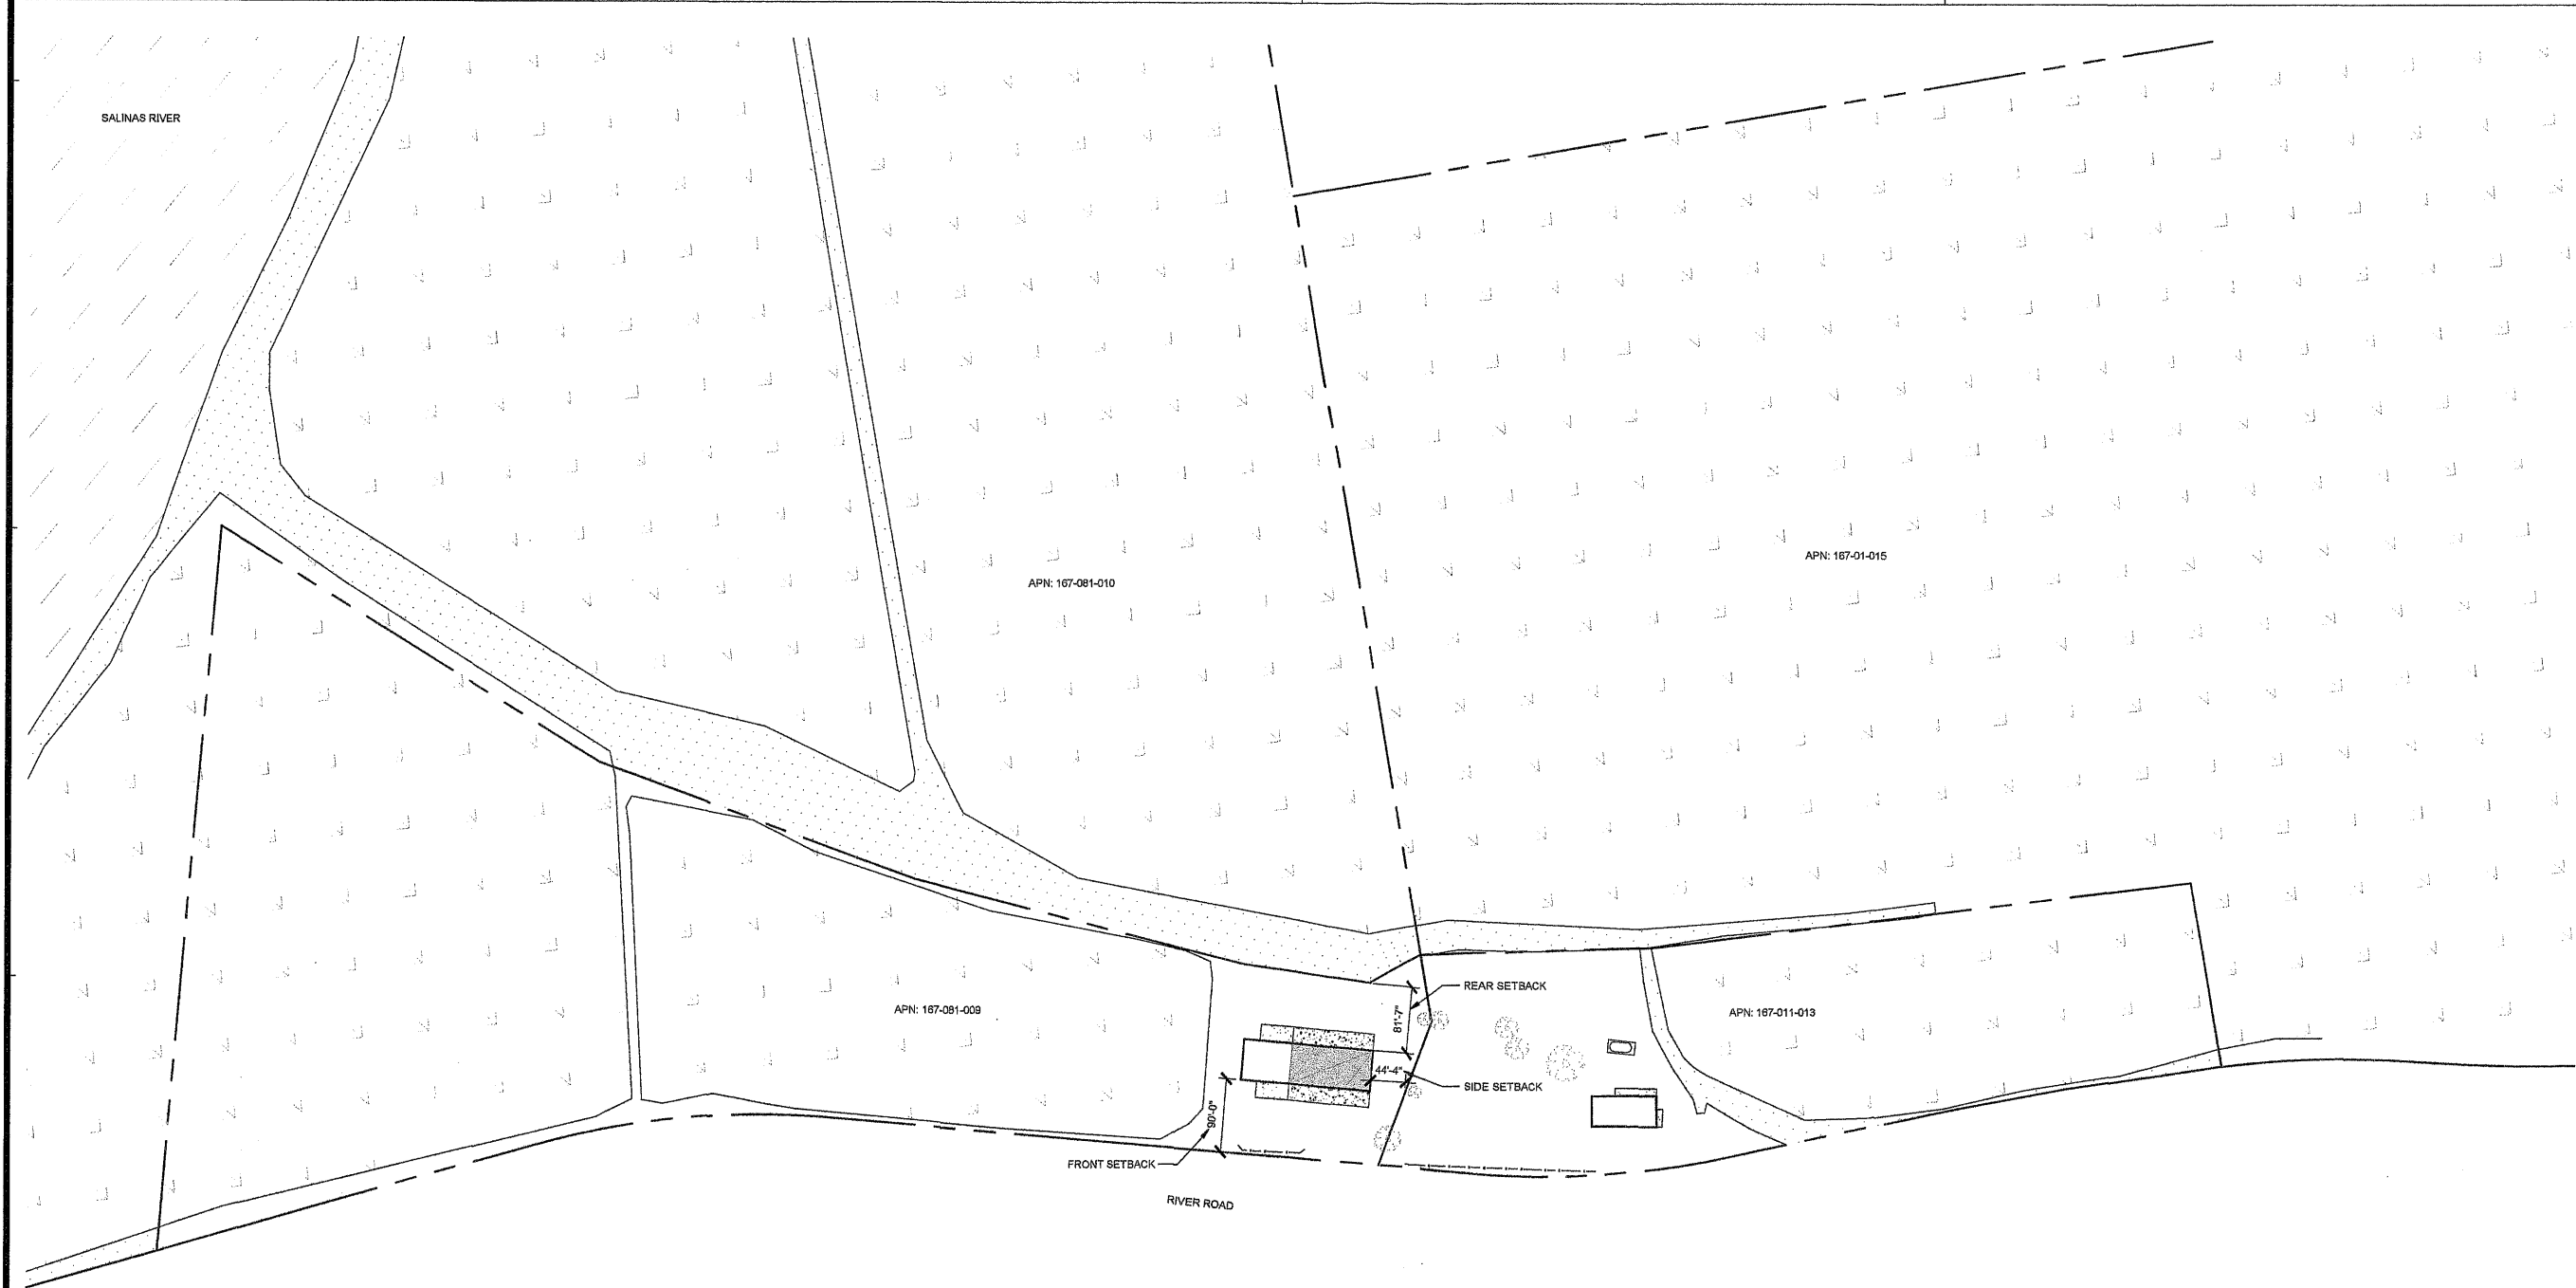 SALINAS RIVER
APN: 167-01-015
APN: 167-081-010
REAR SETBACK
APN: 167-081-009
APN: 167-011-013
81'-7"
44'-4"
SIDE SETBACK
90'-0"
FRONT SETBACK
RIVER ROAD